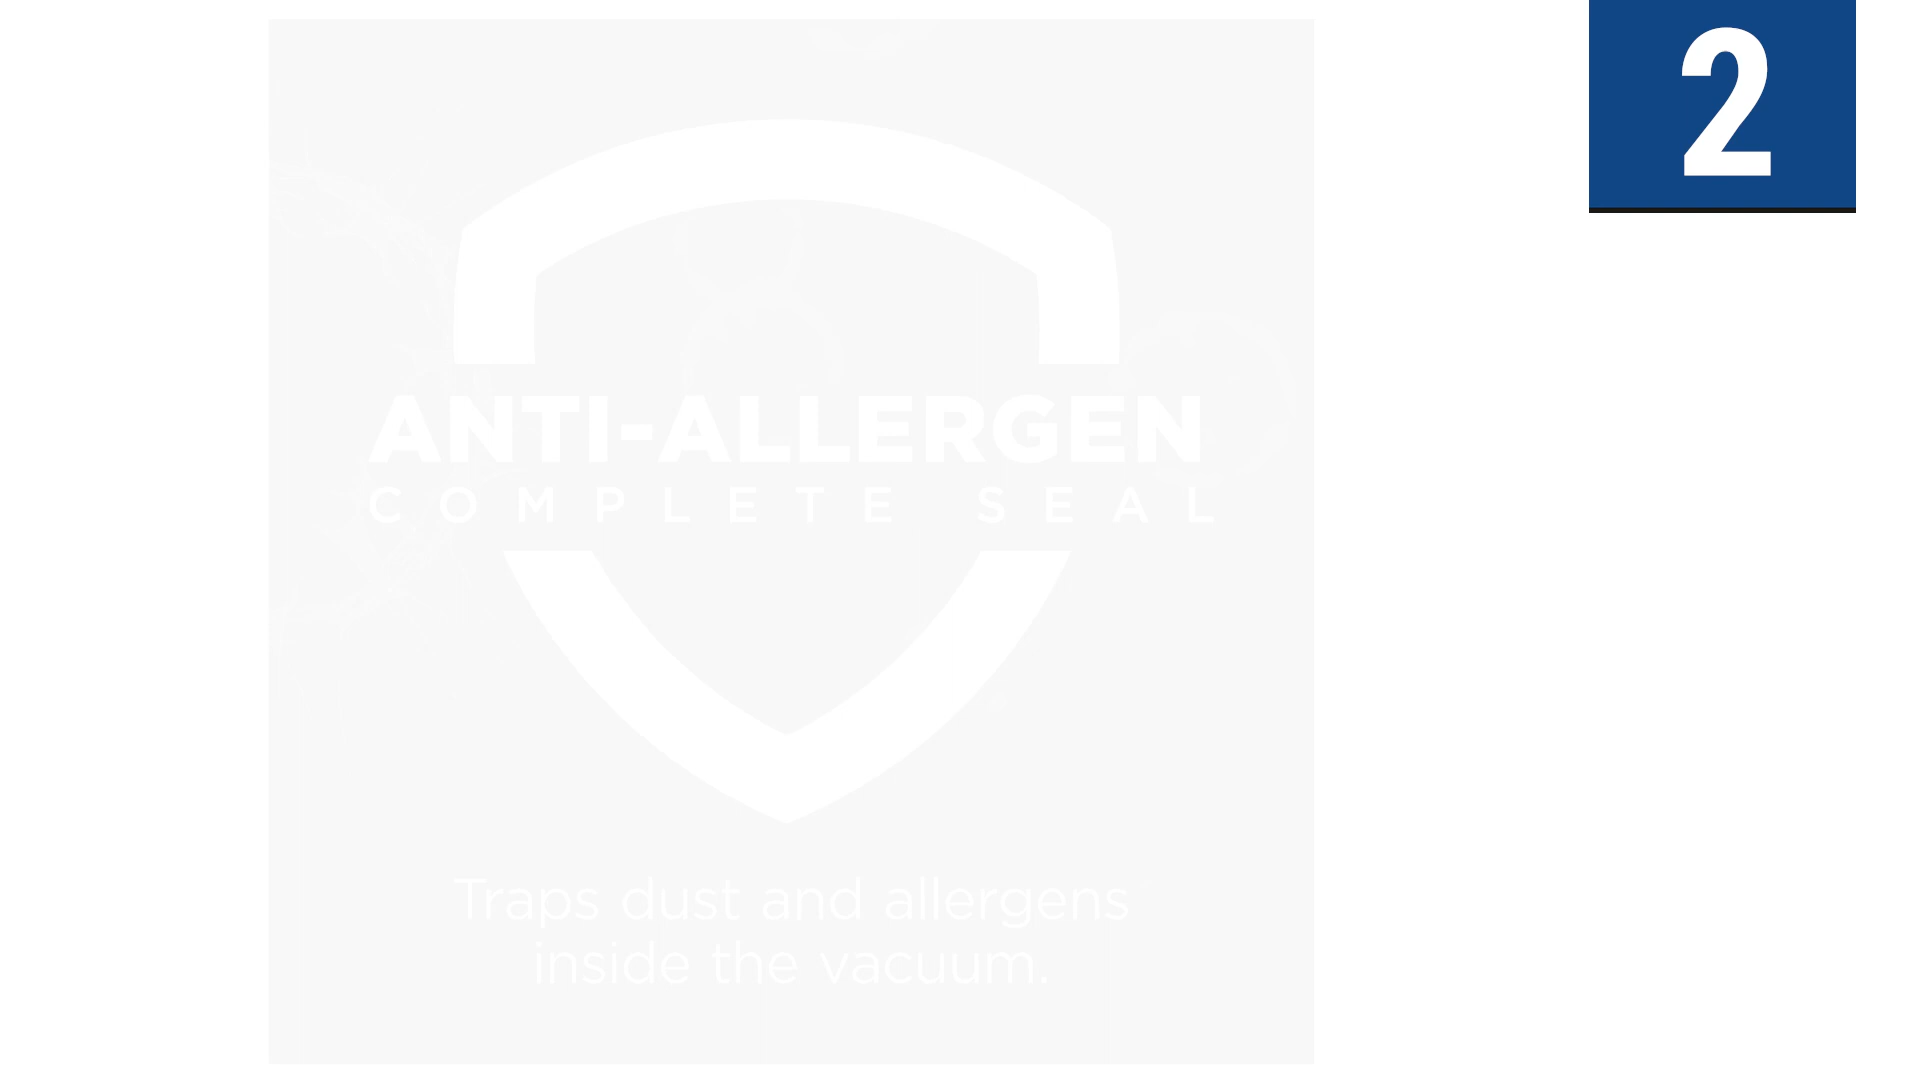 2
ANTI-ALLERGEN
COMPLETE SEAL
Traps dust and allergens
inside the vacuum.